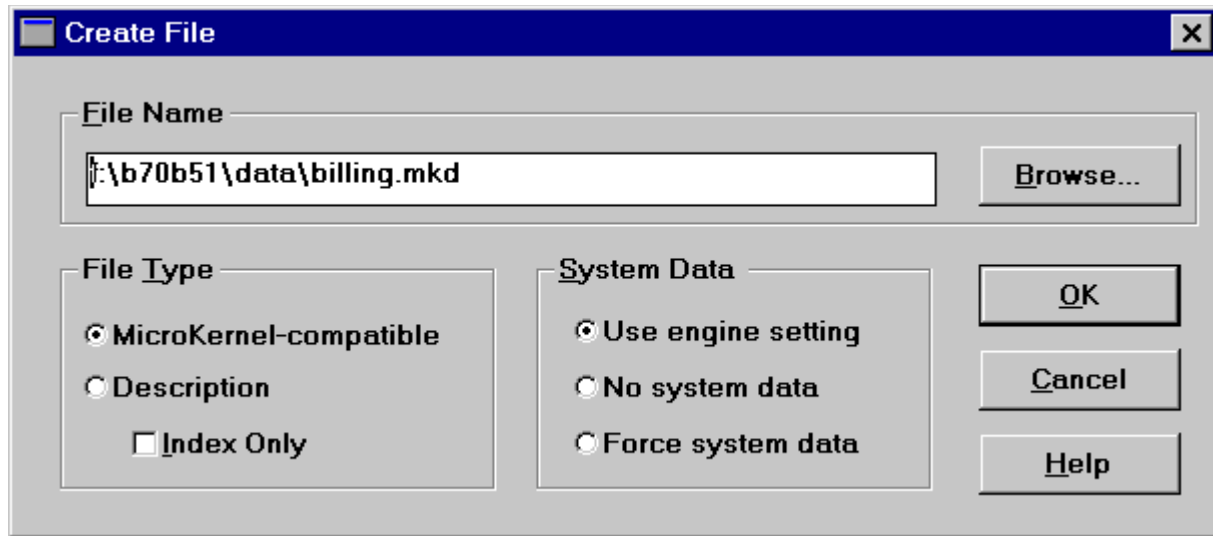 Create File
File Name
f:\b70b51\data\billing.mkd
Browse...
File Type
MicroKernel-compatible
Description
Index Only
System Data
Use engine setting
No system data
Force system data
OK
Cancel
Help